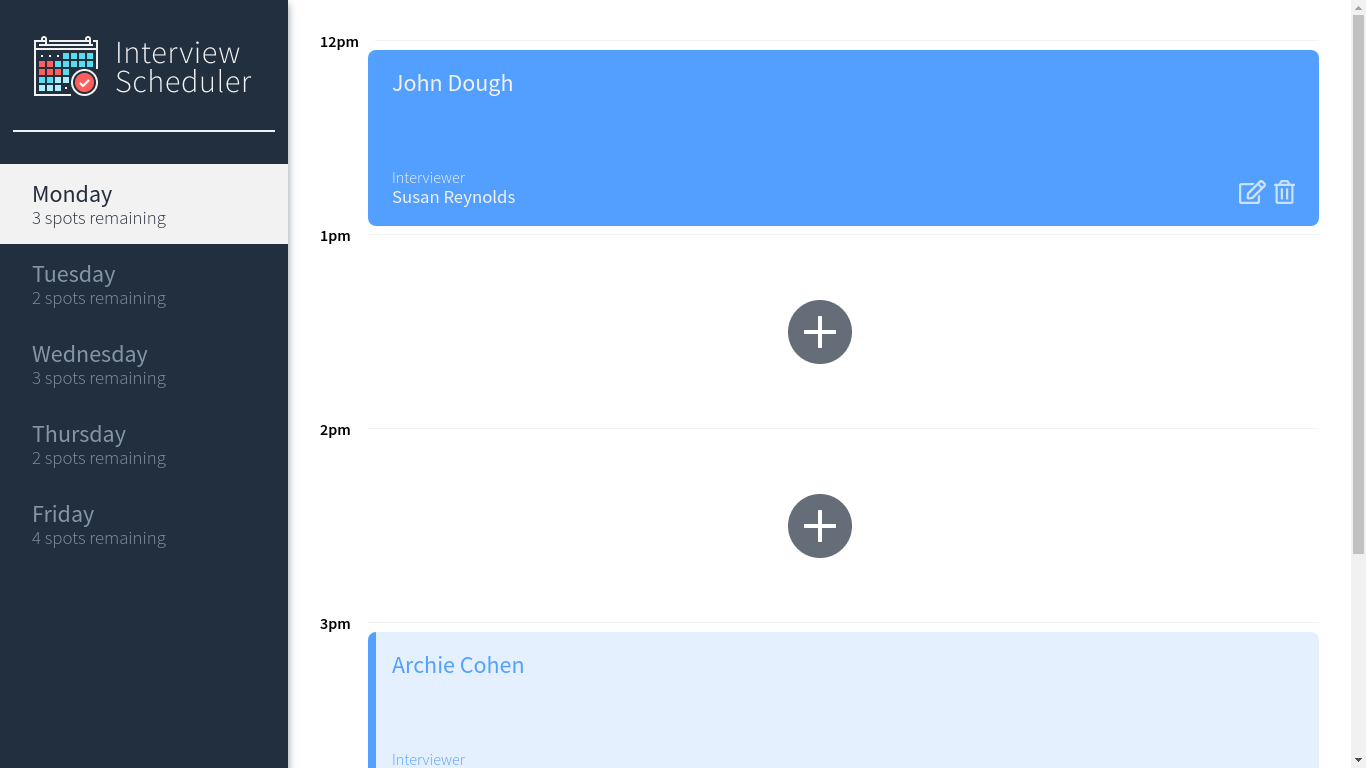 Interview
Scheduler
Monday
3 spots remaining
Tuesday
2 spots remaining
Wednesday
3 spots remaining
Thursday
2 spots remaining
Friday
4 spots remaining
12pm
John Dough
Interviewer
Susan Reynolds
1pm
2pm
3pm
Archie Cohen
Interviewer